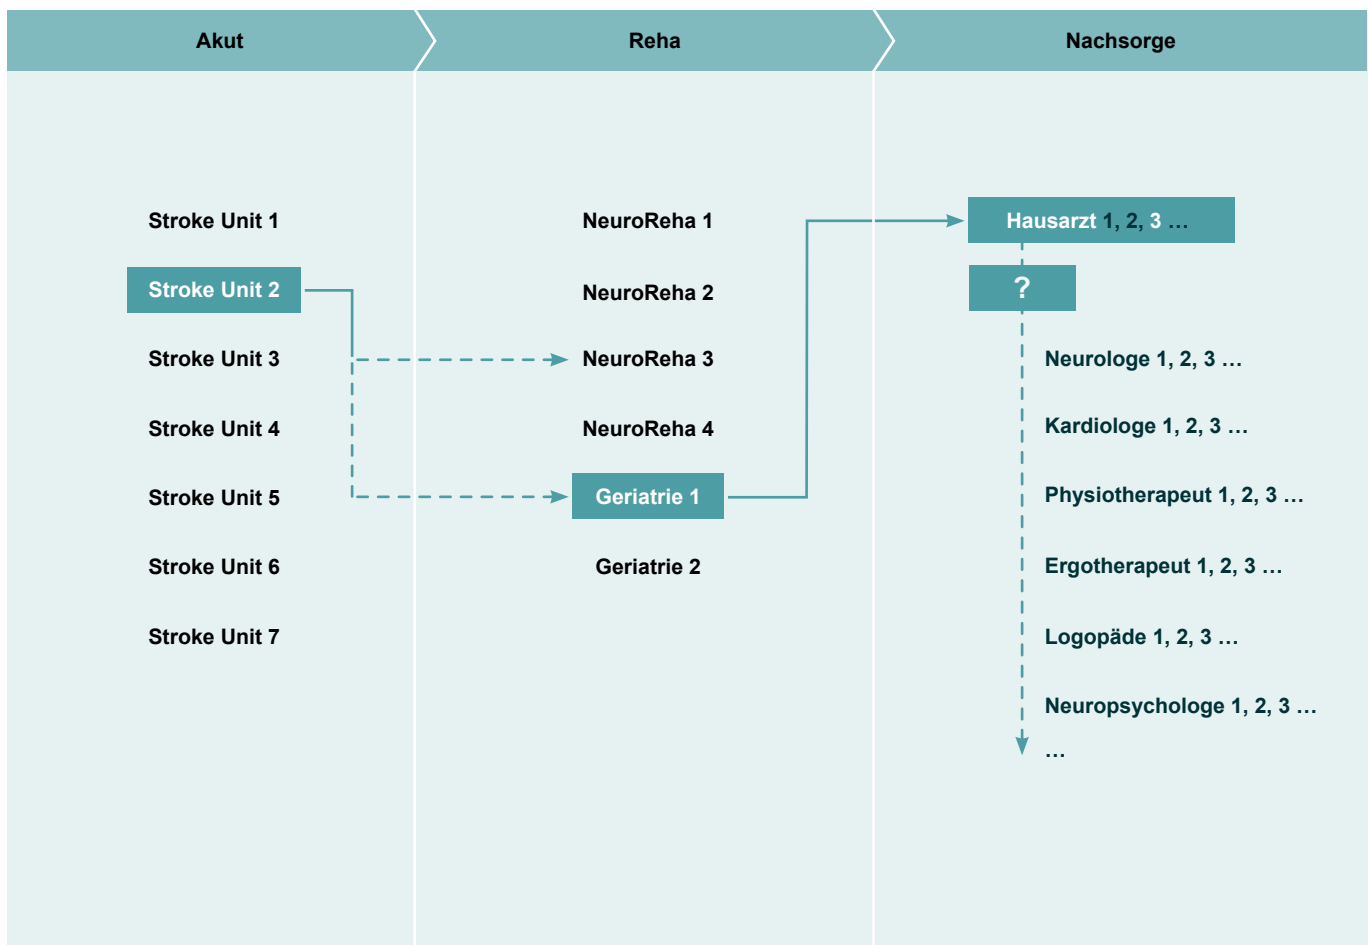 Akut
Reha
Nachsorge
Stroke Unit 1
Stroke Unit 2
Stroke Unit 3
Stroke Unit 4
Stroke Unit 5
Stroke Unit 6
Stroke Unit 7
NeuroReha 1
NeuroReha 2
NeuroReha 3
NeuroReha 4
Geriatrie 1
Geriatrie 2
Hausarzt 1, 2, 3 …
?
Neurologe 1, 2, 3 …
Kardiologe 1, 2, 3 …
Physiotherapeut 1, 2, 3 …
Ergotherapeut 1, 2, 3 …
Logopäde 1, 2, 3 …
Neuropsychologe 1, 2, 3 …
…